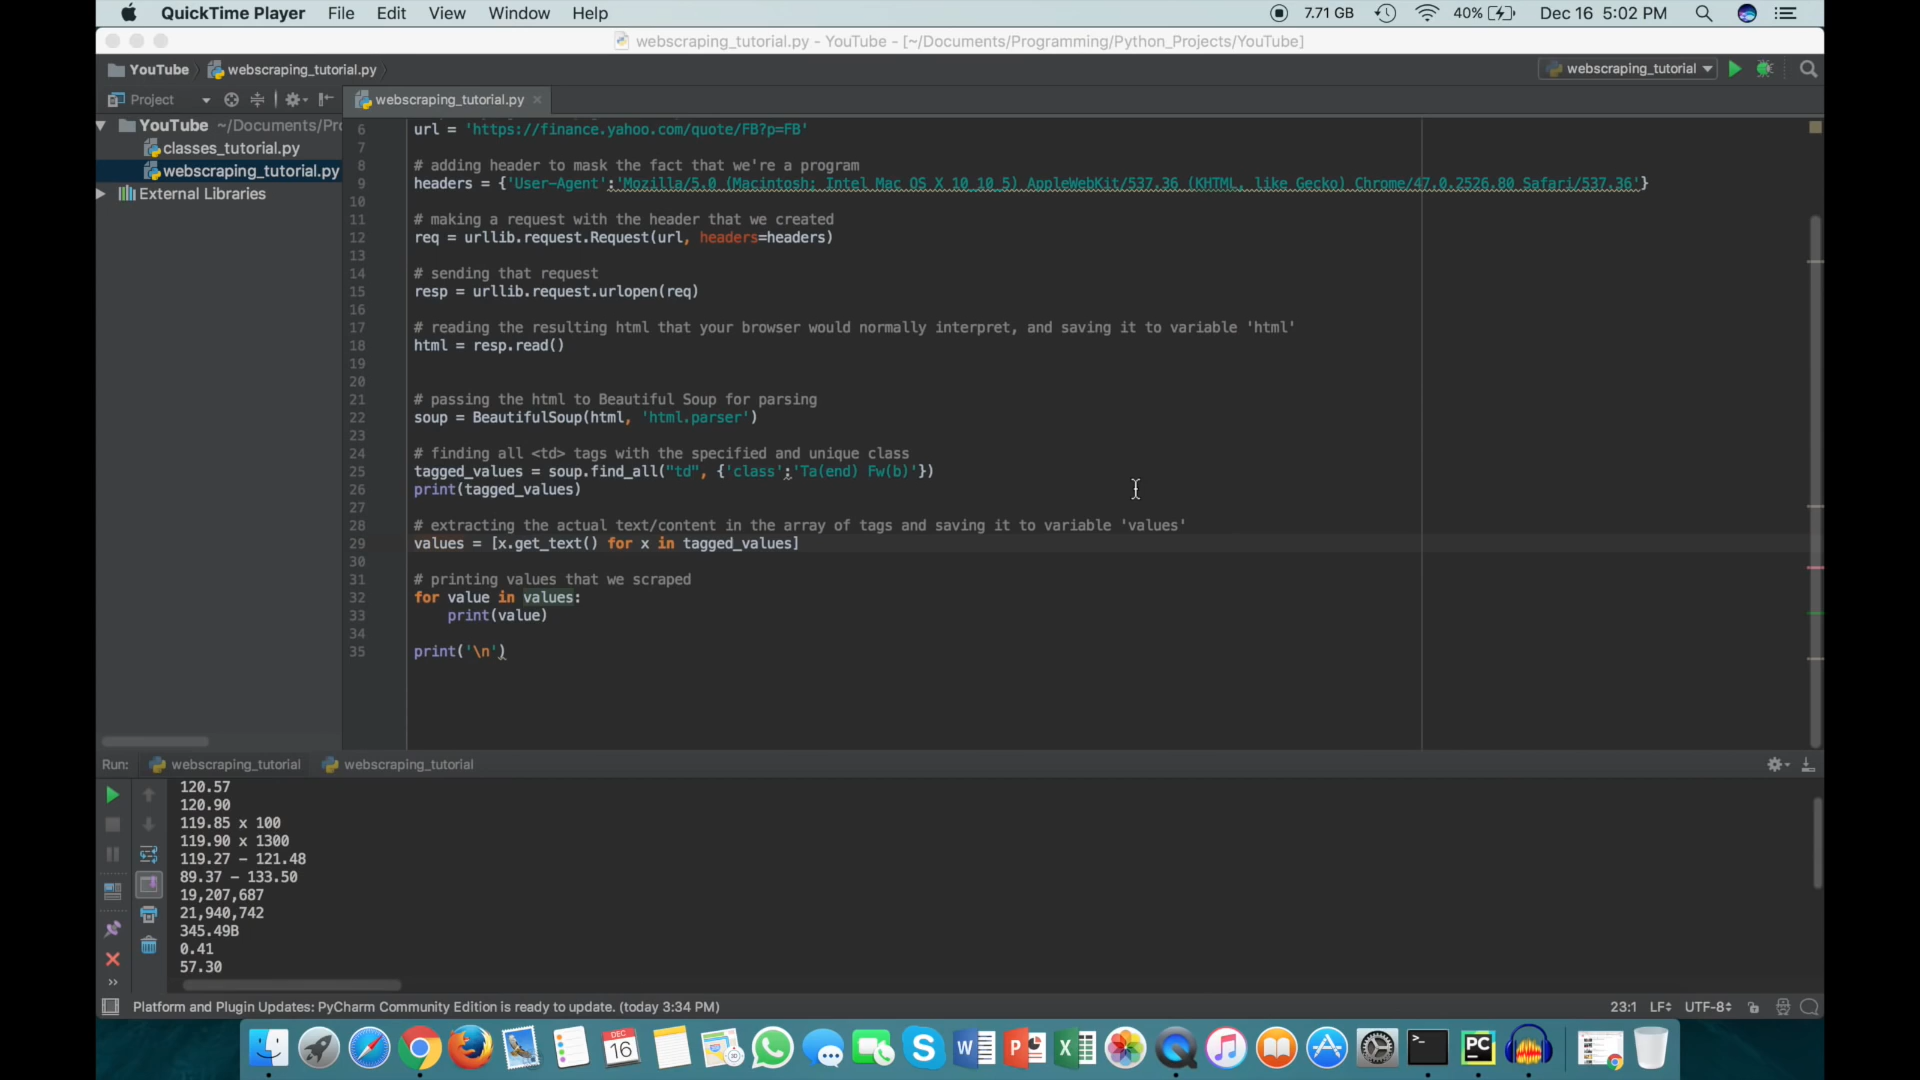 QuickTime Player File Edit View Window Help 7.71 GB 40% Dec 16 5:02 PM
webscraping_tutorial.py - YouTube - [~/Documents/Programming/Python_Projects/YouTube]
YouTube webscraping_tutorial.py webscraping_tutorial
Project webscraping_tutorial.py
YouTube ~/Documents/Pr
classes_tutorial.py
webscraping_tutorial.py
External Libraries
6 url = 'https://finance.yahoo.com/quote/FB?p=FB'
7
8 # adding header to mask the fact that we're a program
9 headers = {'User-Agent':'Mozilla/5.0 (Macintosh; Intel Mac OS X 10_10_5) AppleWebKit/537.36 (KHTML, like Gecko) Chrome/47.0.2526.80 Safari/537.36'}
10
11 # making a request with the header that we created
12 req = urllib.request.Request(url, headers=headers)
13
14 # sending that request
15 resp = urllib.request.urlopen(req)
16
17 # reading the resulting html that your browser would normally interpret, and saving it to variable 'html'
18 html = resp.read()
19
20
21 # passing the html to Beautiful Soup for parsing
22 soup = BeautifulSoup(html, 'html.parser')
23
24 # finding all <td> tags with the specified and unique class
25 tagged_values = soup.find_all("td", {'class':'Ta(end) Fw(b)'})
26 print(tagged_values)
27
28 # extracting the actual text/content in the array of tags and saving it to variable 'values'
29 values = [x.get_text() for x in tagged_values]
30
31 # printing values that we scraped
32 for value in values:
33 print(value)
34
35 print('\n')
Run: webscraping_tutorial webscraping_tutorial
120.57
120.90
119.85 x 100
119.90 x 1300
119.27 - 121.48
89.37 - 133.50
19,207,687
21,940,742
345.49B
0.41
57.30
Platform and Plugin Updates: PyCharm Community Edition is ready to update. (today 3:34 PM) 23:1 LF UTF-8
DEC
16
3D
S
W
P
X
>_
PC